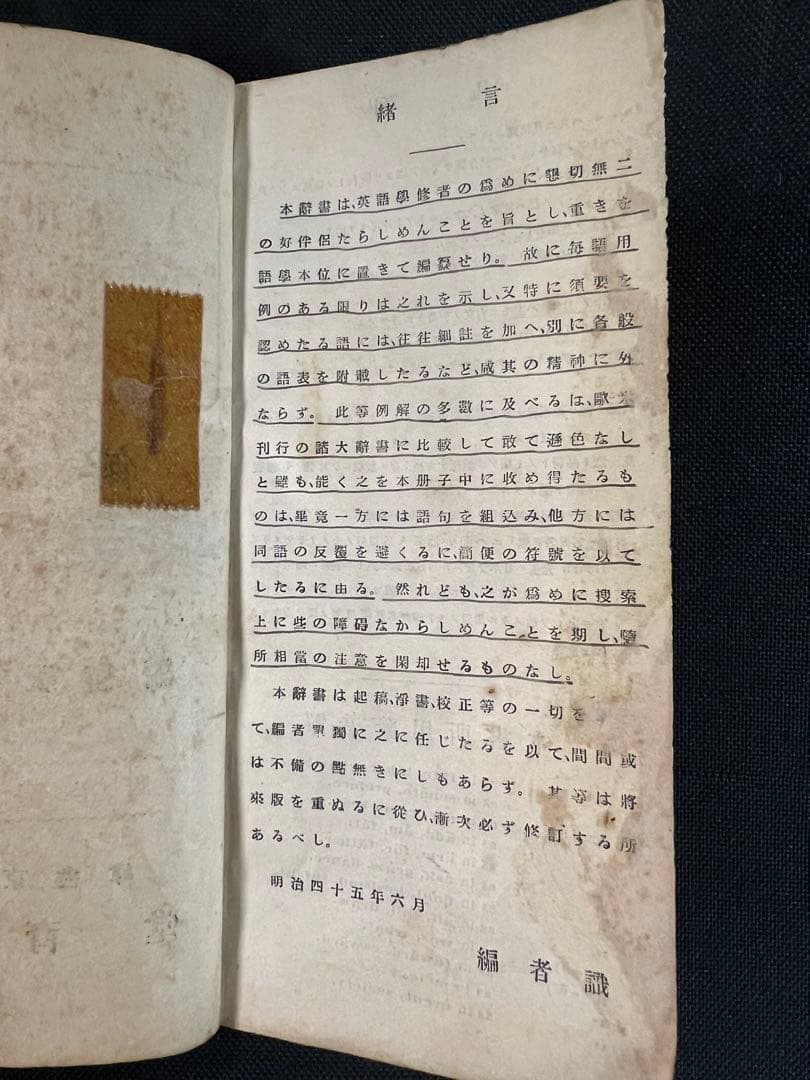 緒言
本辭書は、英語學修者の爲めに懇切無二
の好伴侶たらしめんことを旨とし、重きを
語學本位に置きて編纂せり。故に每語用
例のある限りは之れを示し、又特に須要を
認めたる語には、往往細註を加へ、別に各般
の語表を附載したるなど、咸其の精神に外
ならず。此等例解の多數に及べるは、歐米
刊行の諸大辭書に比較して敢て遜色なし
と雖も、能く之を本册子中に收め得たるも
のは、畢竟一方には語句を組込み、他方には
同語の反覆を避くるに、簡便の符號を以て
したるに由る。然れども、之が爲めに搜索
上に些の障碍なからしめんことを期し、隨
所相當の注意を閑却せるものなし。
本辭書は起稿、淨書、校正等の一切を
て、編者單獨に之に任じたるを以て、間間或
は不備の點無きにしもあらず。其等は將
來版を重ぬるに從ひ、漸次必ず修訂する所
あるべし。
明治四十五年六月
編者識